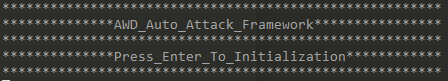 *******************************************************
**************AWD_Auto_Attack_Framework****************
*******************************************************
**************Press_Enter_To_Initialization************
*******************************************************